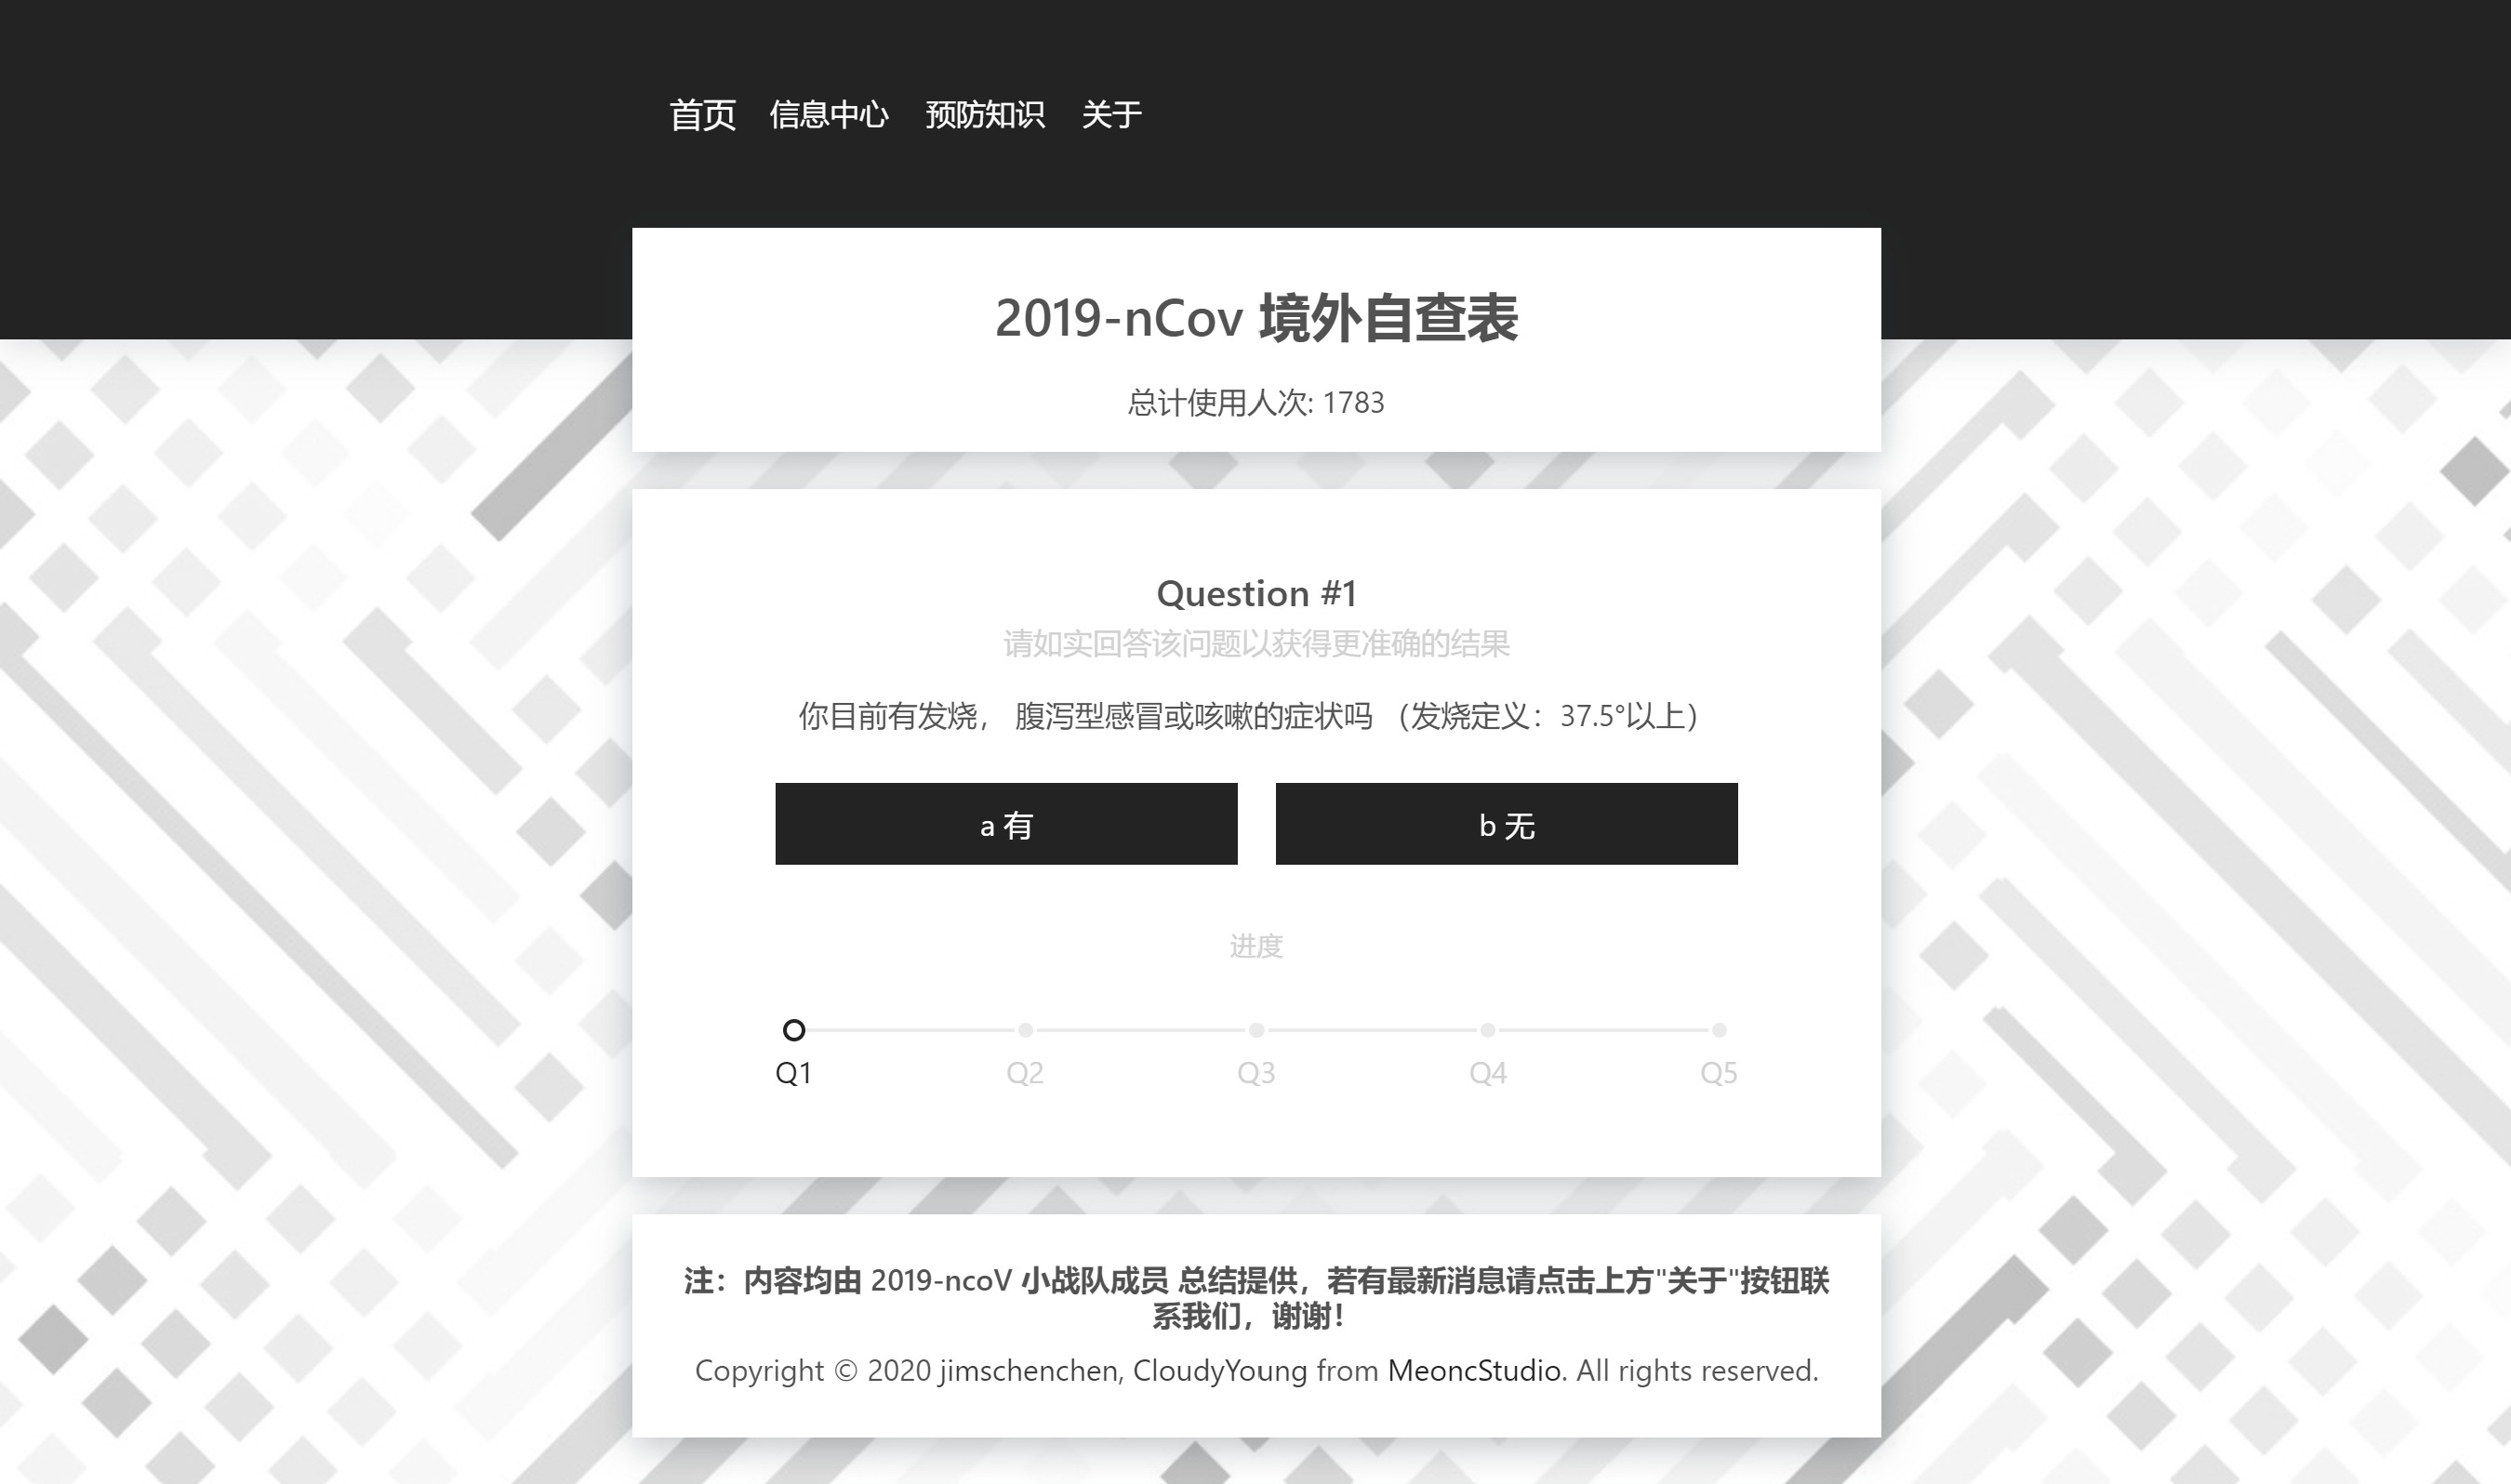 首页 信息中心 预防知识 关于
2019-nCov 境外自查表
总计使用人次: 1783
Question #1
请如实回答该问题以获得更准确的结果
你目前有发烧， 腹泻型感冒或咳嗽的症状吗 （发烧定义：37.5°以上）
a 有 b 无
进度
Q1 Q2 Q3 Q4 Q5
注：内容均由 2019-ncoV 小战队成员 总结提供，若有最新消息请点击上方"关于"按钮联
系我们，谢谢！
Copyright © 2020 jimschenchen, CloudyYoung from MeoncStudio. All rights reserved.